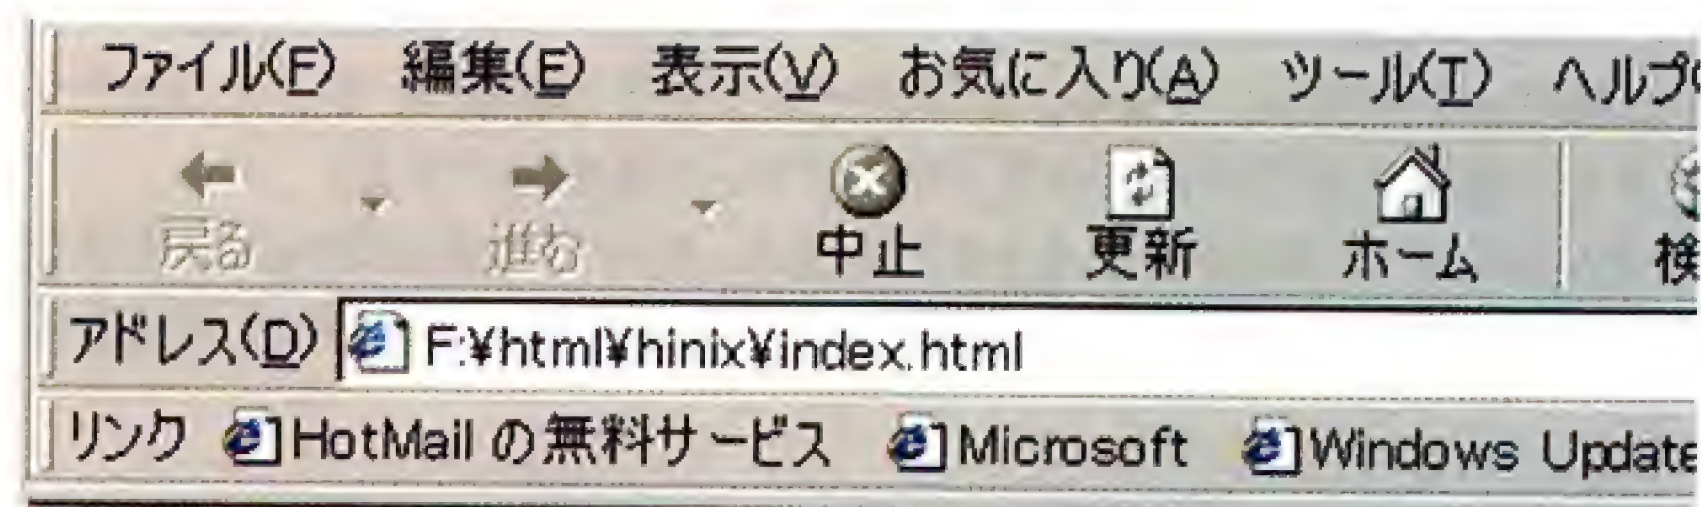 ファイル(F) 編集(E) 表示(V) お気に入り(A) ツール(T) ヘルプ(
戻る 進む 中止 更新 ホーム 検
アドレス(D) F:¥html¥hinix¥index.html
リンク HotMail の無料サービス Microsoft Windows Update